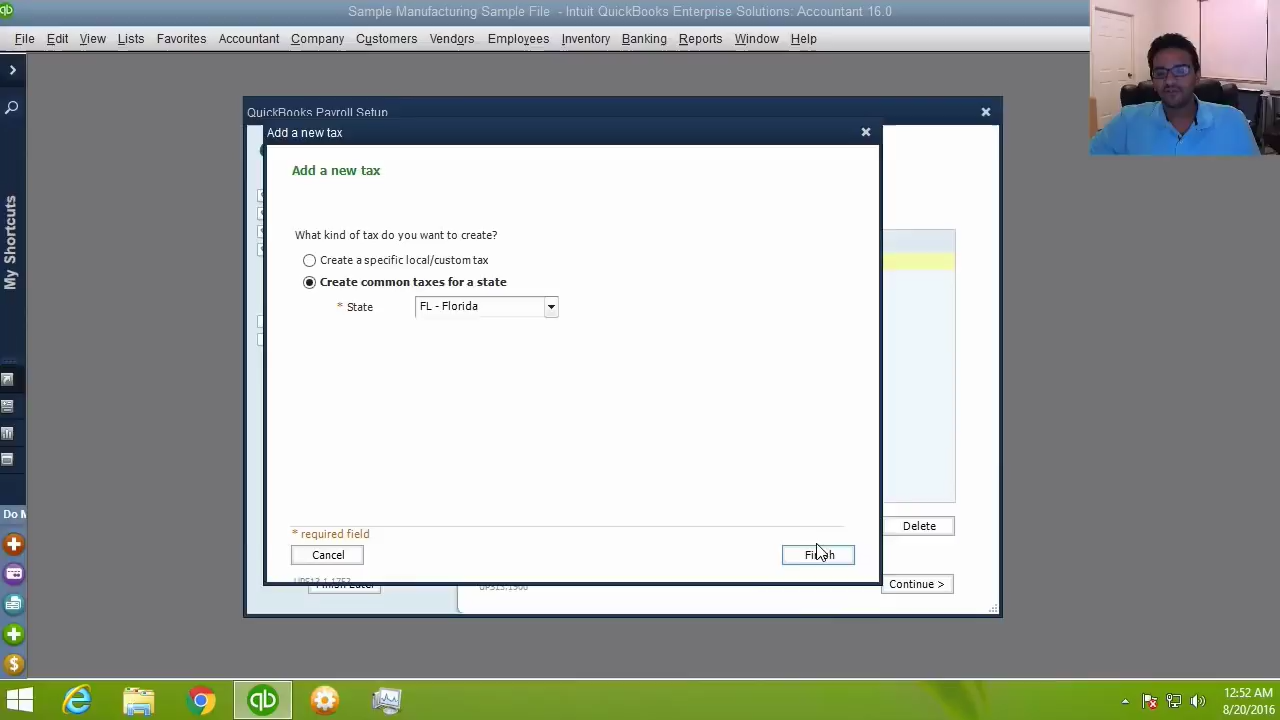 Sample Manufacturing Sample File - Intuit QuickBooks Enterprise Solutions: Accountant 16.0
File Edit View Lists Favorites Accountant Company Customers Vendors Employees Inventory Banking Reports Window Help
My Shortcuts
Do M
QuickBooks Payroll Setup
Add a new tax
Add a new tax
What kind of tax do you want to create?
Create a specific local/custom tax
Create common taxes for a state
* State FL - Florida
* required field
Cancel
Finish
Delete
Continue >
12:52 AM
8/20/2016